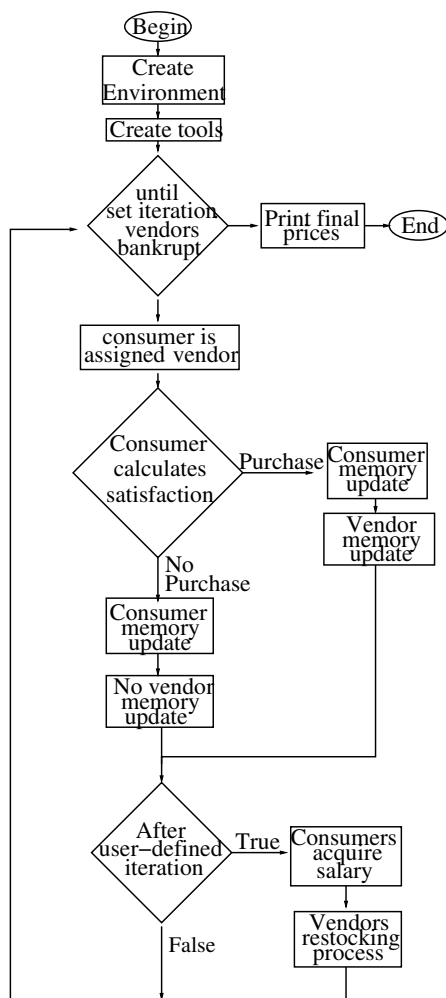 Begin
Create
Environment
Create tools
until
set iteration
vendors
bankrupt
Print final
prices
End
consumer is
assigned vendor
Consumer
calculates
satisfaction
Purchase
Consumer
memory
update
Vendor
memory
update
No
Purchase
Consumer
memory
update
No vendor
memory
update
After
user-defined
iteration
True
Consumers
acquire
salary
Vendors
restocking
process
False